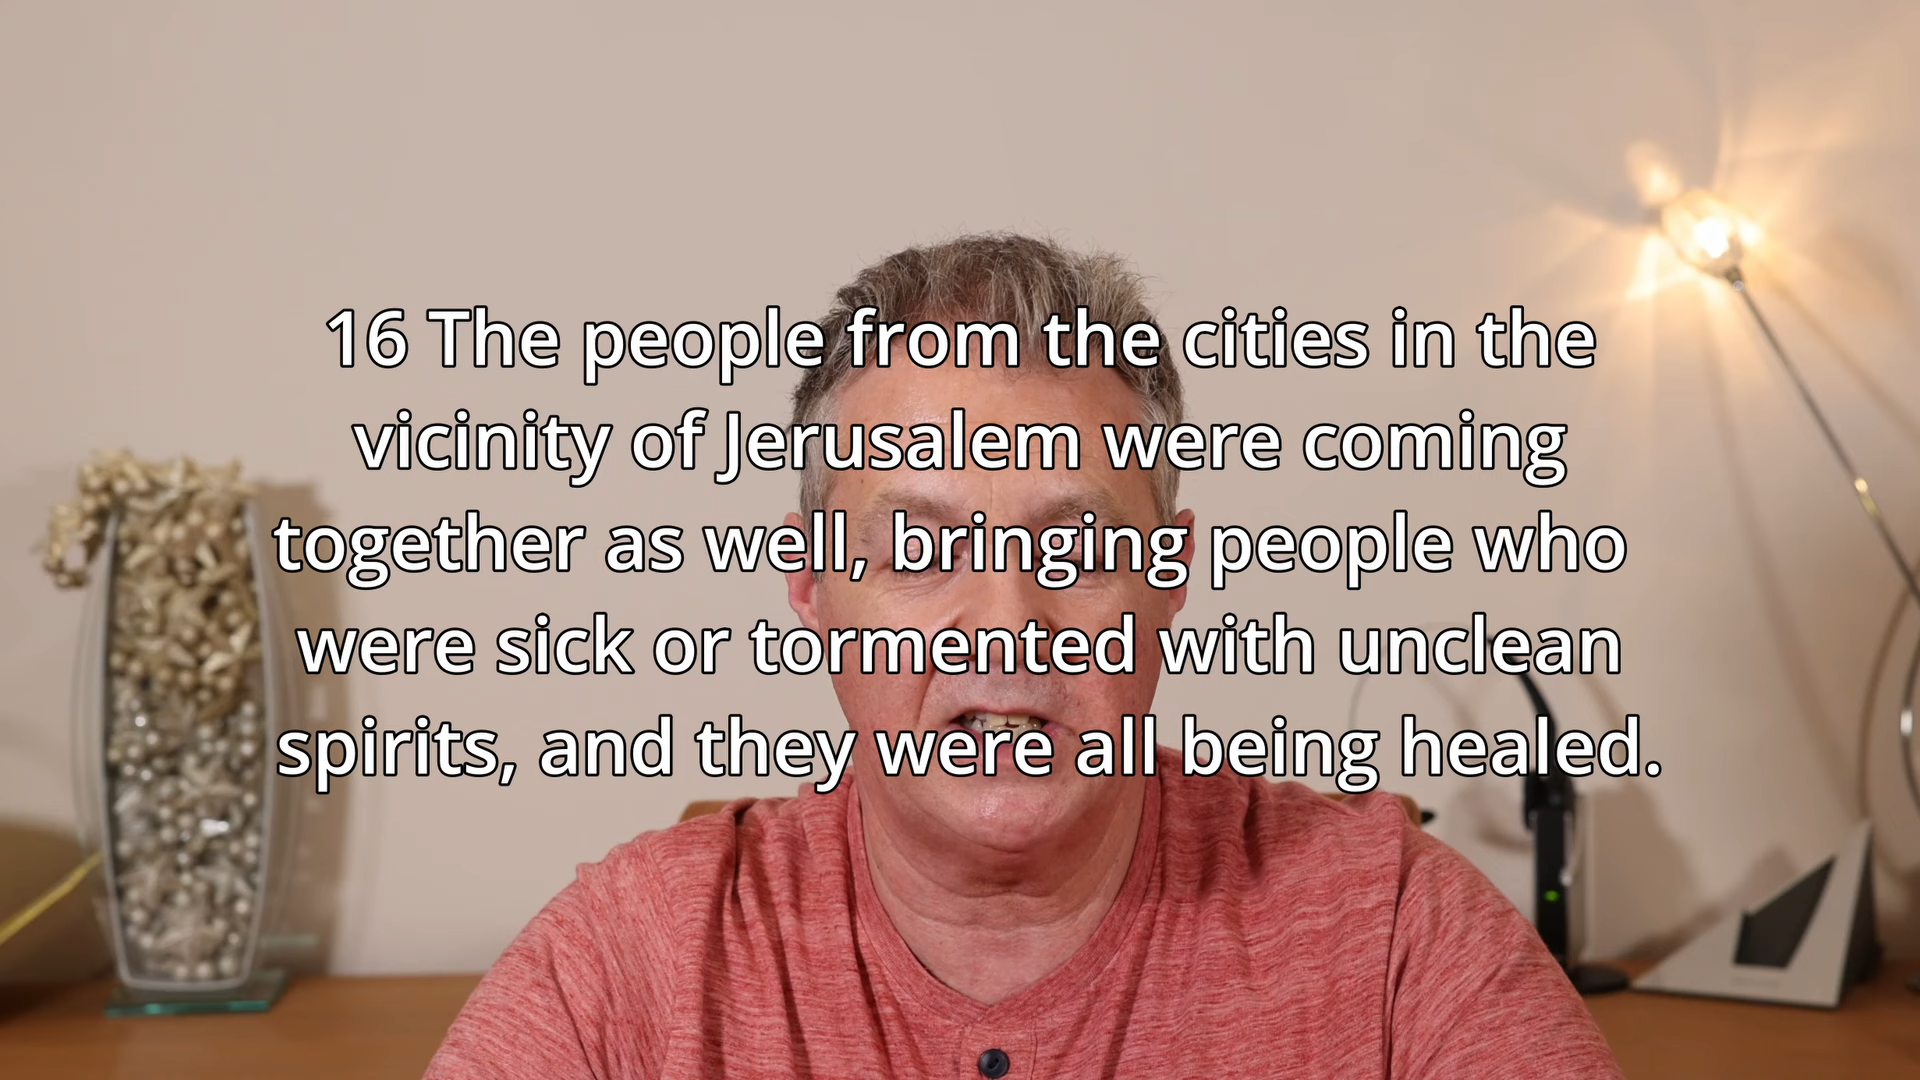 16 The people from the cities in the
vicinity of Jerusalem were coming
together as well, bringing people who
were sick or tormented with unclean
spirits, and they were all being healed.